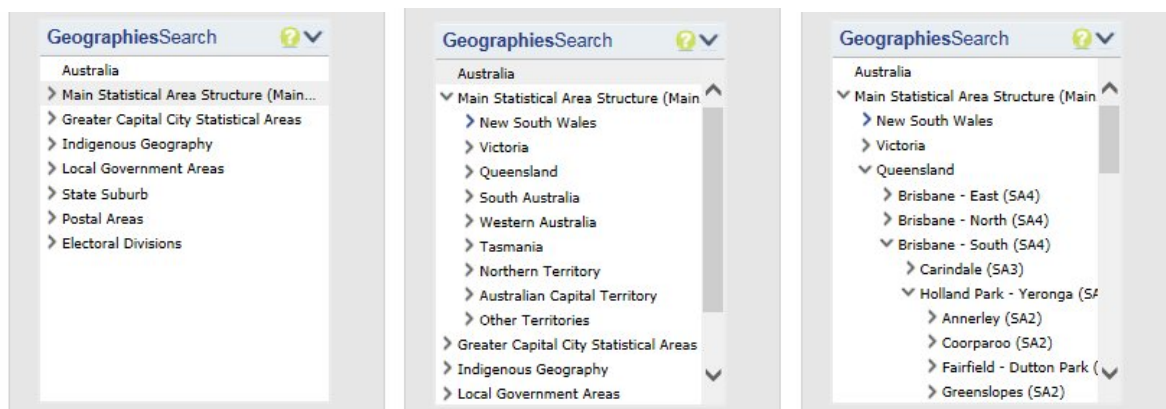 GeographiesSearch
Australia
Main Statistical Area Structure (Main...
Greater Capital City Statistical Areas
Indigenous Geography
Local Government Areas
State Suburb
Postal Areas
Electoral Divisions
GeographiesSearch
Australia
Main Statistical Area Structure (Main
New South Wales
Victoria
Queensland
South Australia
Western Australia
Tasmania
Northern Territory
Australian Capital Territory
Other Territories
Greater Capital City Statistical Areas
Indigenous Geography
Local Government Areas
GeographiesSearch
Australia
Main Statistical Area Structure (Main
New South Wales
Victoria
Queensland
Brisbane - East (SA4)
Brisbane - North (SA4)
Brisbane - South (SA4)
Carindale (SA3)
Holland Park - Yeronga (SA
Annerley (SA2)
Coorparoo (SA2)
Fairfield - Dutton Park (
Greenslopes (SA2)